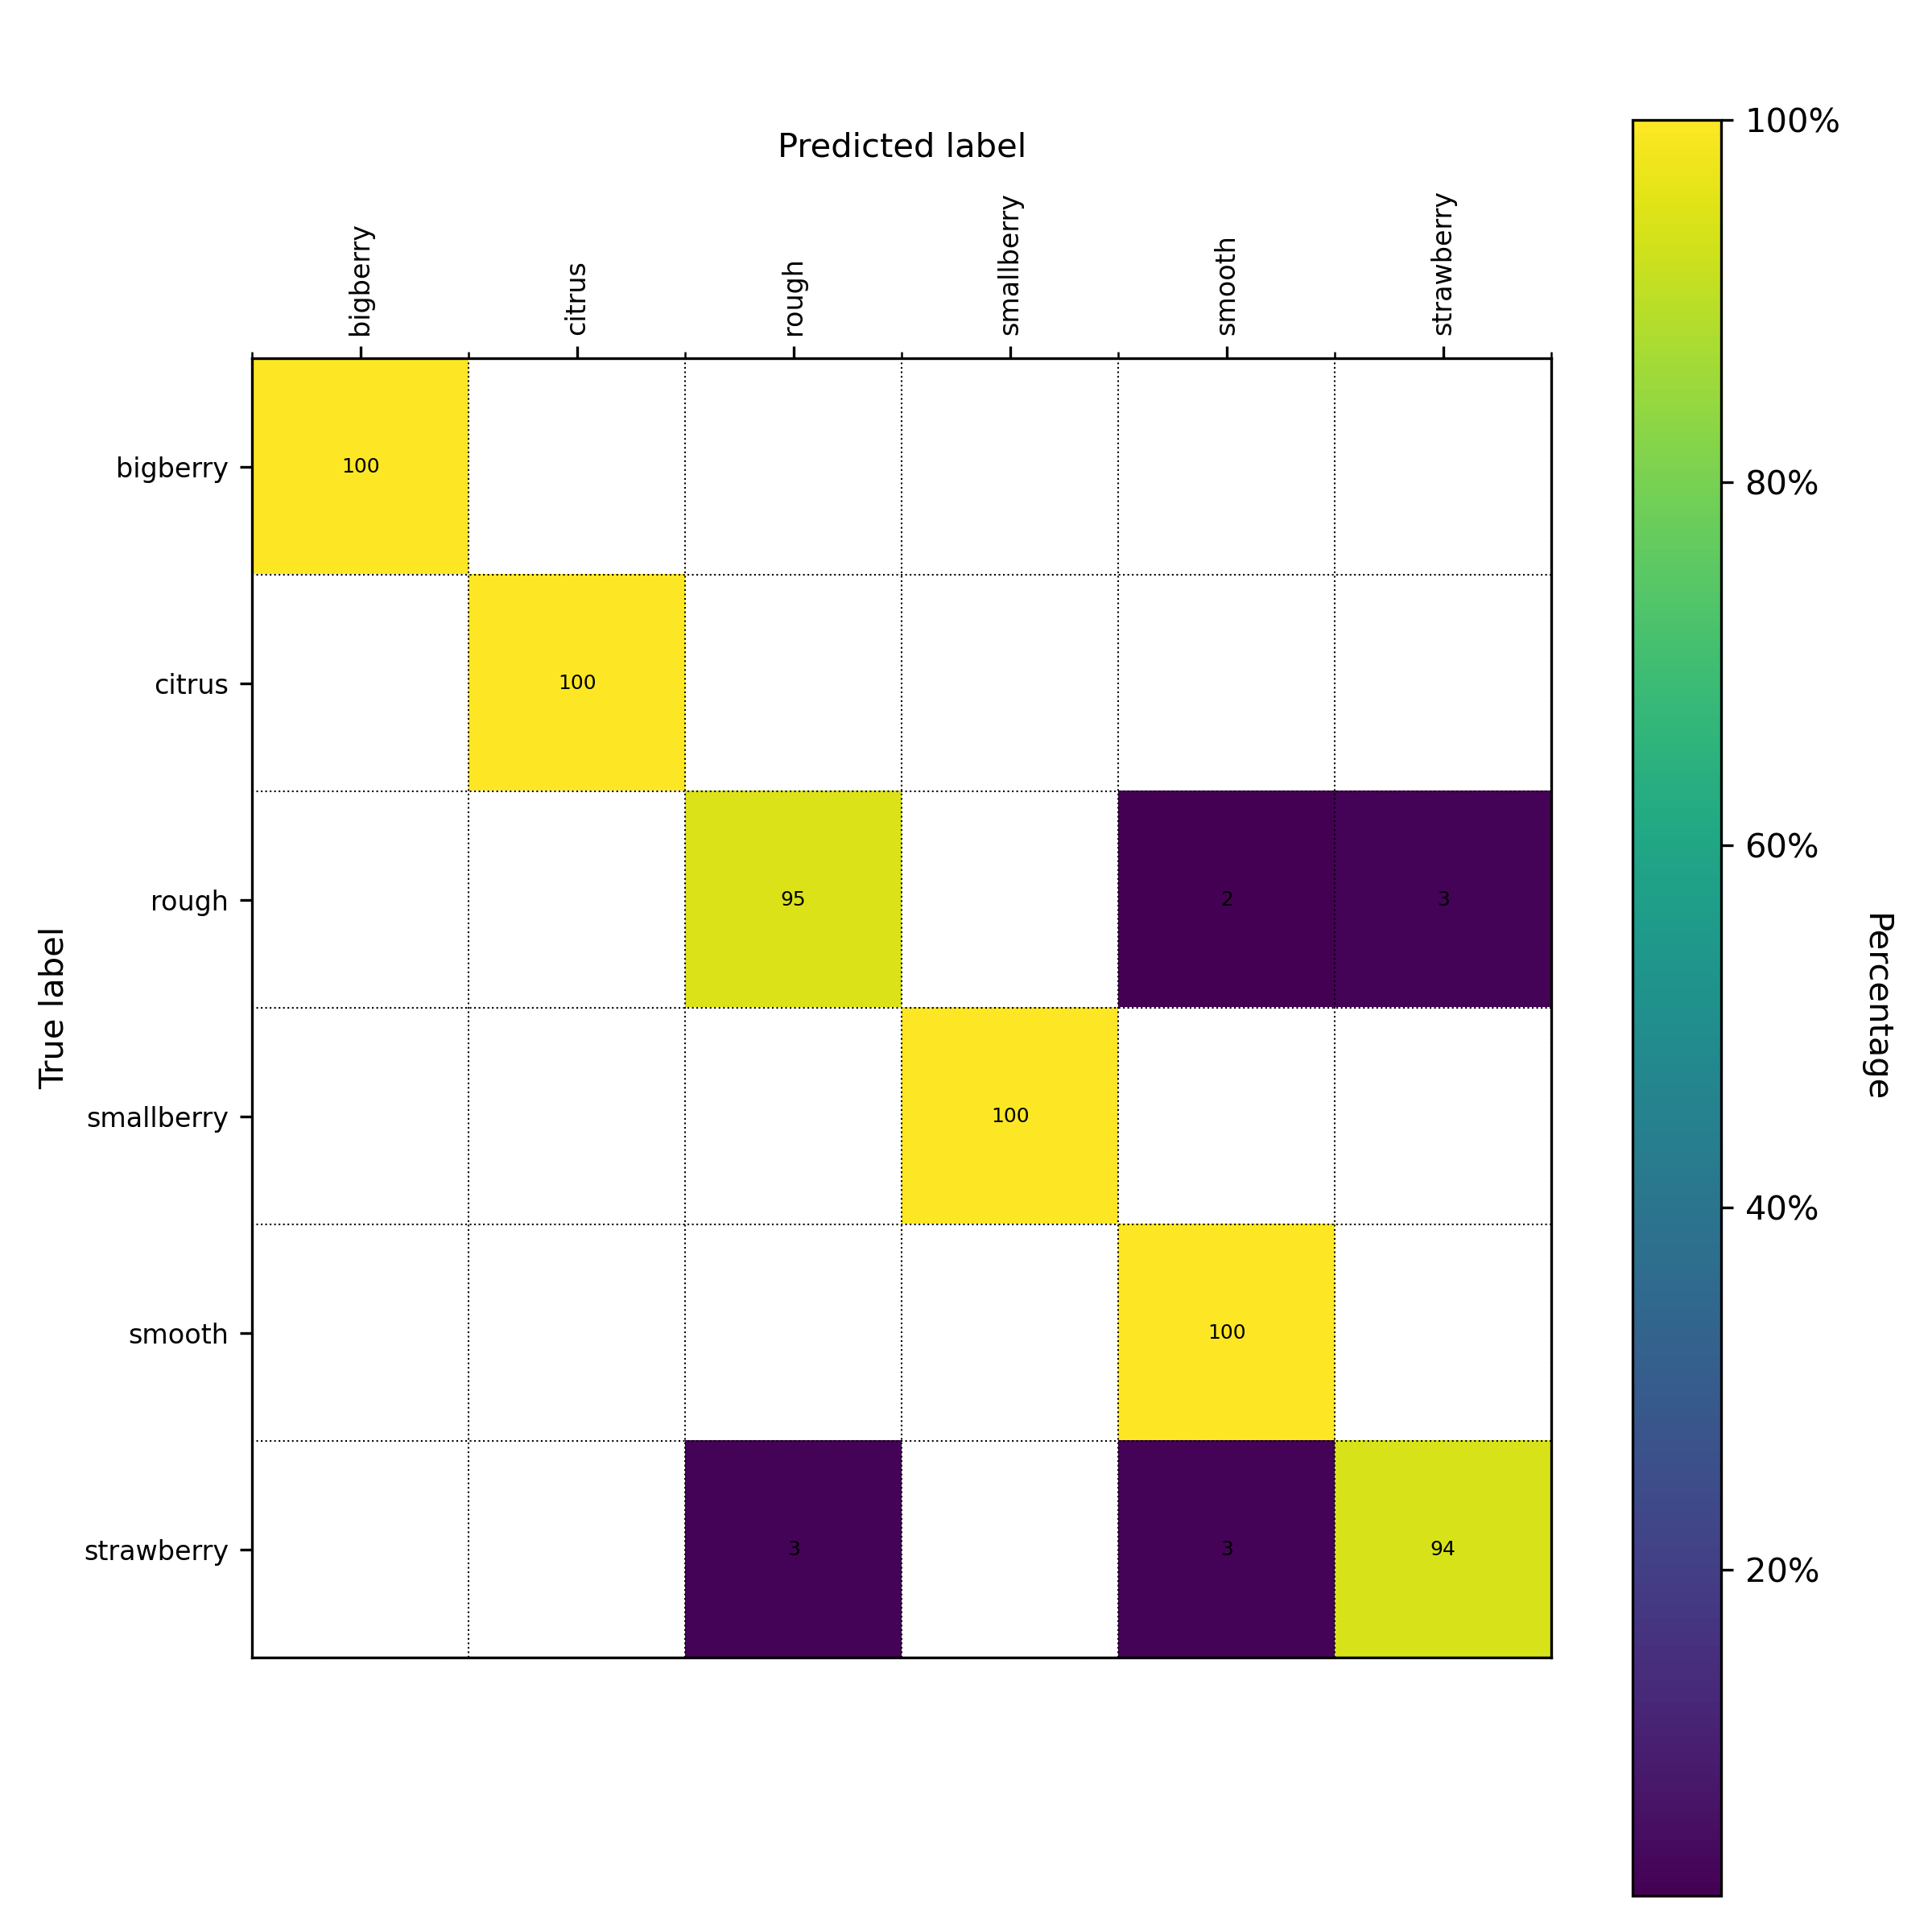 Predicted label
bigberry
citrus
rough
smallberry
smooth
strawberry
True label
bigberry
100
citrus
100
rough
95
2
3
smallberry
100
smooth
100
strawberry
3
3
94
100%
80%
60%
40%
20%
Percentage